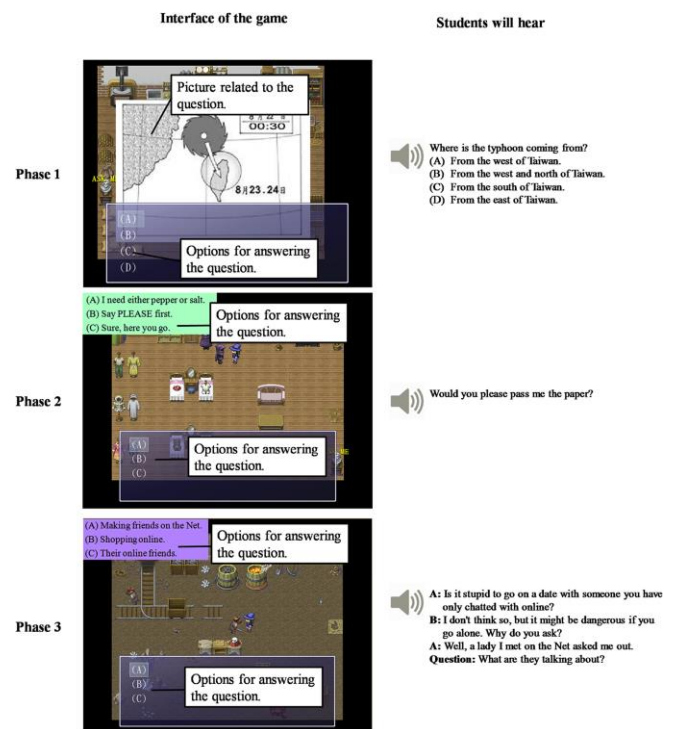 Interface of the game
Students will hear
Phase 1
Picture related to the
question.
8月 22日
00:30
8月23.24日
ASK ME
(A)
(B)
(C)
(D)
Options for answering
the question.
Where is the typhoon coming from?
(A) From the west of Taiwan.
(B) From the west and north of Taiwan.
(C) From the south of Taiwan.
(D) From the east of Taiwan.
Phase 2
(A) I need either pepper or salt.
(B) Say PLEASE first.
(C) Sure, here you go.
Options for answering
the question.
(A)
(B)
(C)
Options for answering
the question.
ME
Would you please pass me the paper?
Phase 3
(A) Making friends on the Net.
(B) Shopping online.
(C) Their online friends.
Options for answering
the question.
(A)
(B)
(C)
Options for answering
the question.
A: Is it stupid to go on a date with someone you have
only chatted with online?
B: I don't think so, but it might be dangerous if you
go alone. Why do you ask?
A: Well, a lady I met on the Net asked me out.
Question: What are they talking about?